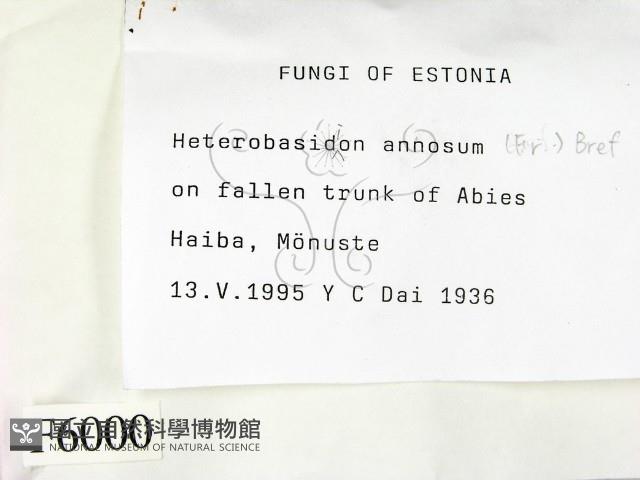 FUNGI OF ESTONIA
Heterobasidon annosum (Fr.) Bref
on fallen trunk of Abies
Haiba, Mönuste
13.V.1995 Y C Dai 1936
F6000
國立自然科學博物館
NATIONAL MUSEUM OF NATURAL SCIENCE